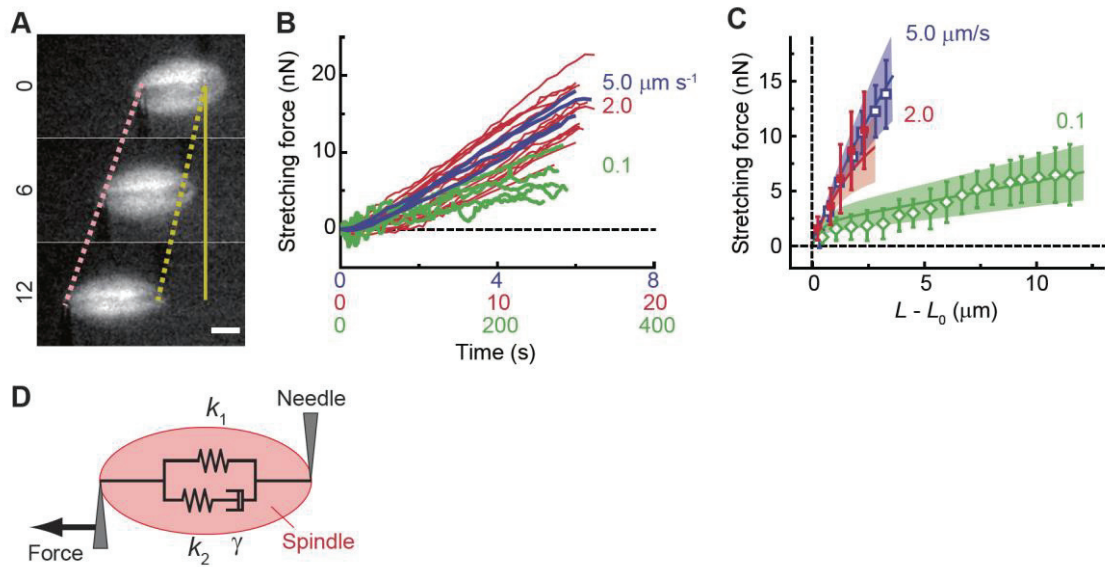 A
0
6
12
B
Stretching force (nN)
20
10
0
5.0 μm s⁻¹
2.0
0.1
0 4 8
0 10 20
0 200 400
Time (s)
C
Stretching force (nN)
15
10
5
0
5.0 μm/s
2.0
0.1
0 5 10
L - L₀ (μm)
D
Needle
k₁
Force
k₂
γ
Spindle